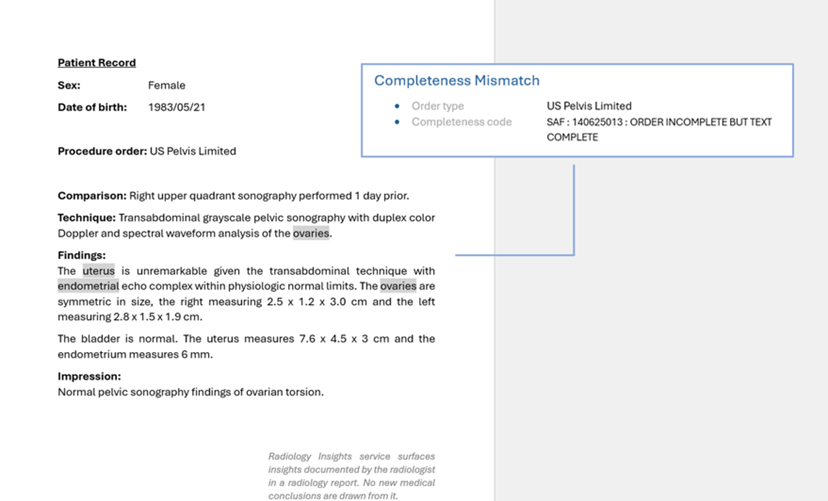 Patient Record
Sex: Female
Date of birth: 1983/05/21
Procedure order: US Pelvis Limited
Comparison: Right upper quadrant sonography performed 1 day prior.
Technique: Transabdominal grayscale pelvic sonography with duplex color
Doppler and spectral waveform analysis of the ovaries.
Findings:
The uterus is unremarkable given the transabdominal technique with
endometrial echo complex within physiologic normal limits. The ovaries are
symmetric in size, the right measuring 2.5 x 1.2 x 3.0 cm and the left
measuring 2.8 x 1.5 x 1.9 cm.
The bladder is normal. The uterus measures 7.6 x 4.5 x 3 cm and the
endometrium measures 6 mm.
Impression:
Normal pelvic sonography findings of ovarian torsion.
Radiology Insights service surfaces
insights documented by the radiologist
in a radiology report. No new medical
conclusions are drawn from it.
Completeness Mismatch
• Order type US Pelvis Limited
• Completeness code SAF : 140625013 : ORDER INCOMPLETE BUT TEXT
COMPLETE